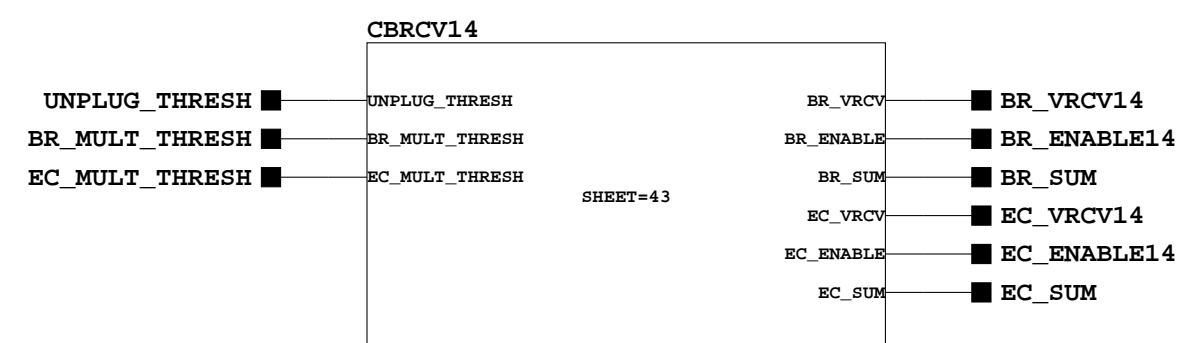 CBRCV14
UNPLUG_THRESH UNPLUG_THRESH BR_VRCV BR_VRCV14
BR_MULT_THRESH BR_MULT_THRESH BR_ENABLE BR_ENABLE14
EC_MULT_THRESH EC_MULT_THRESH BR_SUM BR_SUM
SHEET=43
EC_VRCV EC_VRCV14
EC_ENABLE EC_ENABLE14
EC_SUM EC_SUM